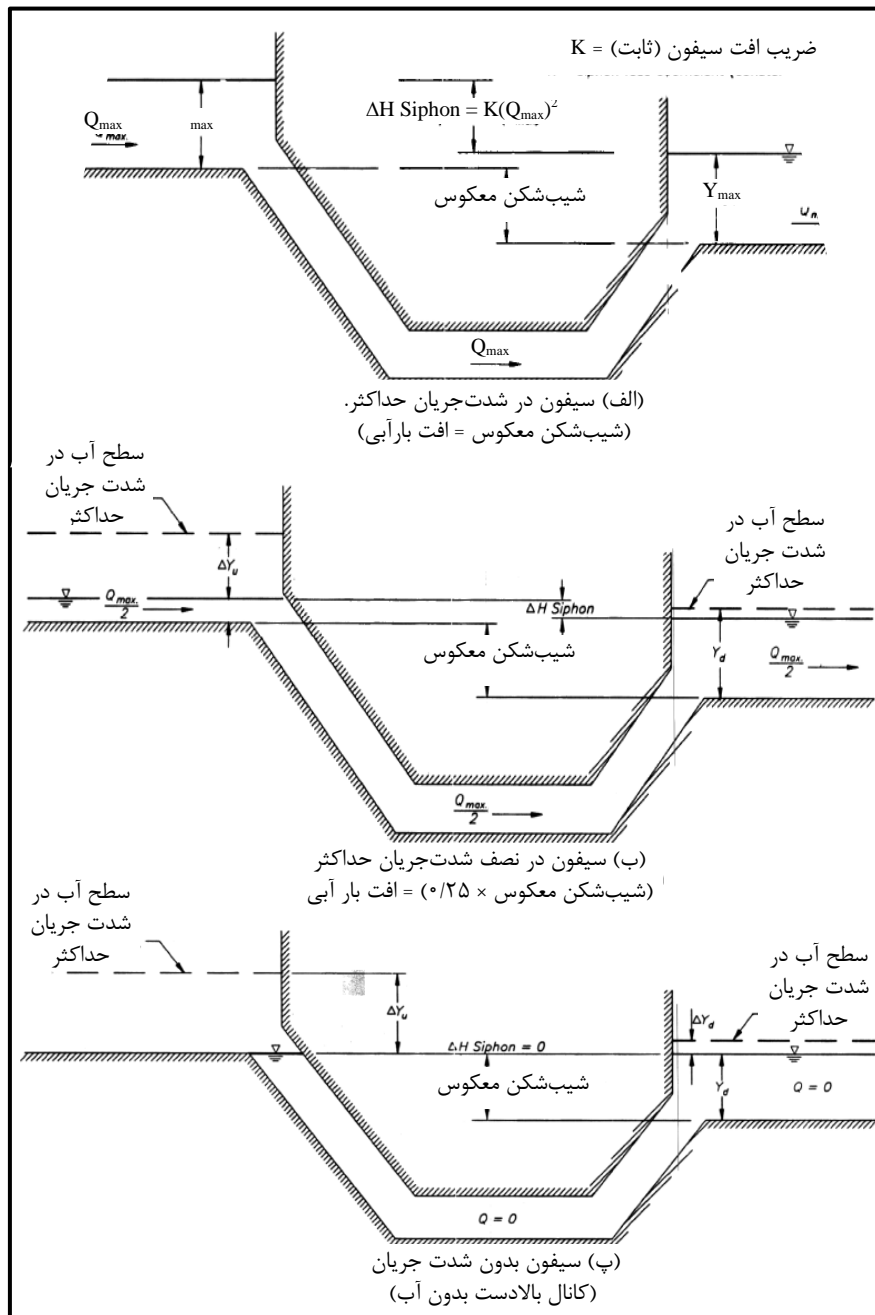 ضریب افت سیفون (ثابت) = K
ΔH Siphon = K(Qmax)²
Qmax
max.
max
شیب‌شکن معکوس
Ymax
Qmax
(الف) سیفون در شدت‌جریان حداکثر.
(شیب‌شکن معکوس = افت بارآبی)
سطح آب در
شدت جریان
حداکثر
سطح آب در
شدت جریان
حداکثر
ΔYu
Qmax./2
ΔH Siphon
شیب‌شکن معکوس
Yd
Qmax./2
Qmax./2
(ب) سیفون در نصف شدت‌جریان حداکثر
(شیب‌شکن معکوس × ۰/۲۵) = افت بار آبی
سطح آب در
شدت جریان
حداکثر
سطح آب در
شدت جریان
حداکثر
ΔYu
ΔYd
ΔH Siphon = 0
شیب‌شکن معکوس
Yd
Q = 0
Q = 0
(پ) سیفون بدون شدت جریان
(کانال بالادست بدون آب)